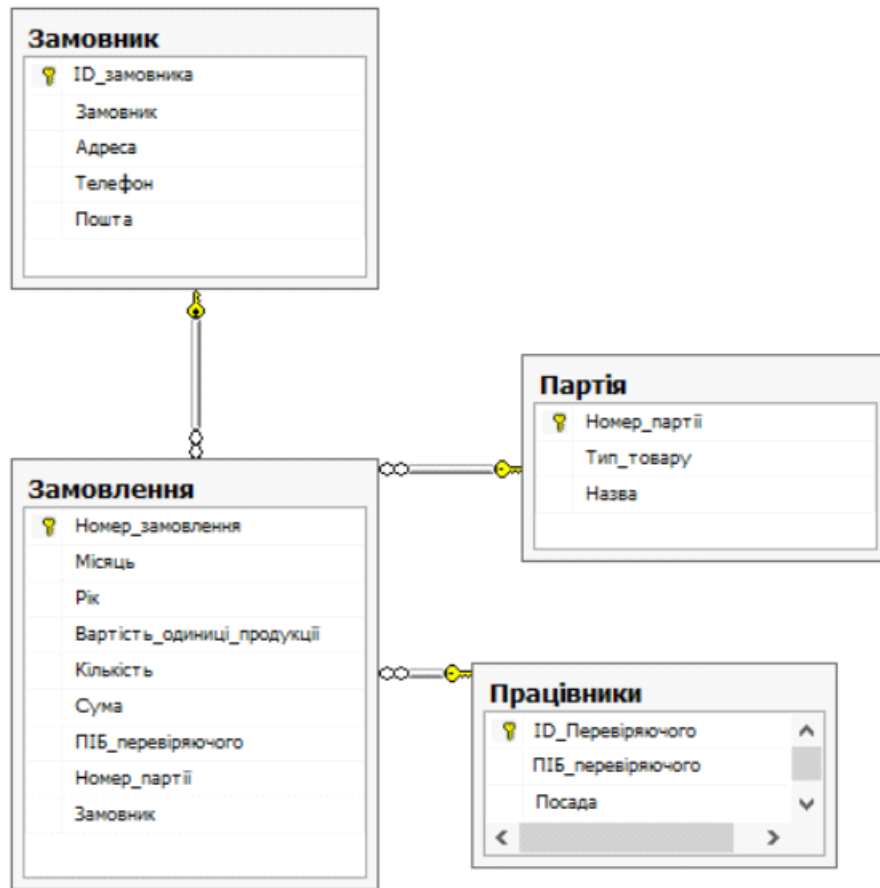 Замовник
ID_замовника
Замовник
Адреса
Телефон
Пошта
Партія
Номер_партії
Тип_товару
Назва
Замовлення
Номер_замовлення
Місяць
Рік
Вартість_одиниці_продукції
Кількість
Сума
ПІБ_перевіряючого
Номер_партії
Замовник
Працівники
ID_Перевіряючого
ПІБ_перевіряючого
Посада